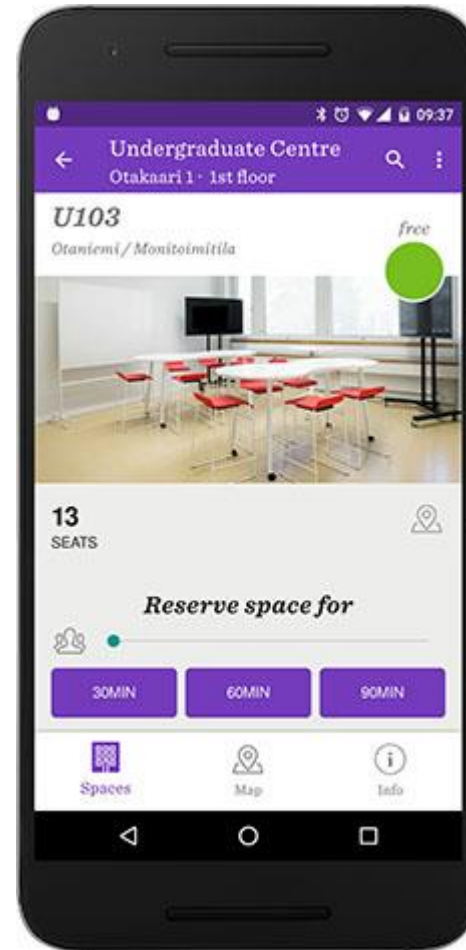 09:37
Undergraduate Centre
Otakaari 1 · 1st floor
U103
free
Otaniemi / Monitoimitila
13
SEATS
Reserve space for
30MIN 60MIN 90MIN
Spaces Map Info